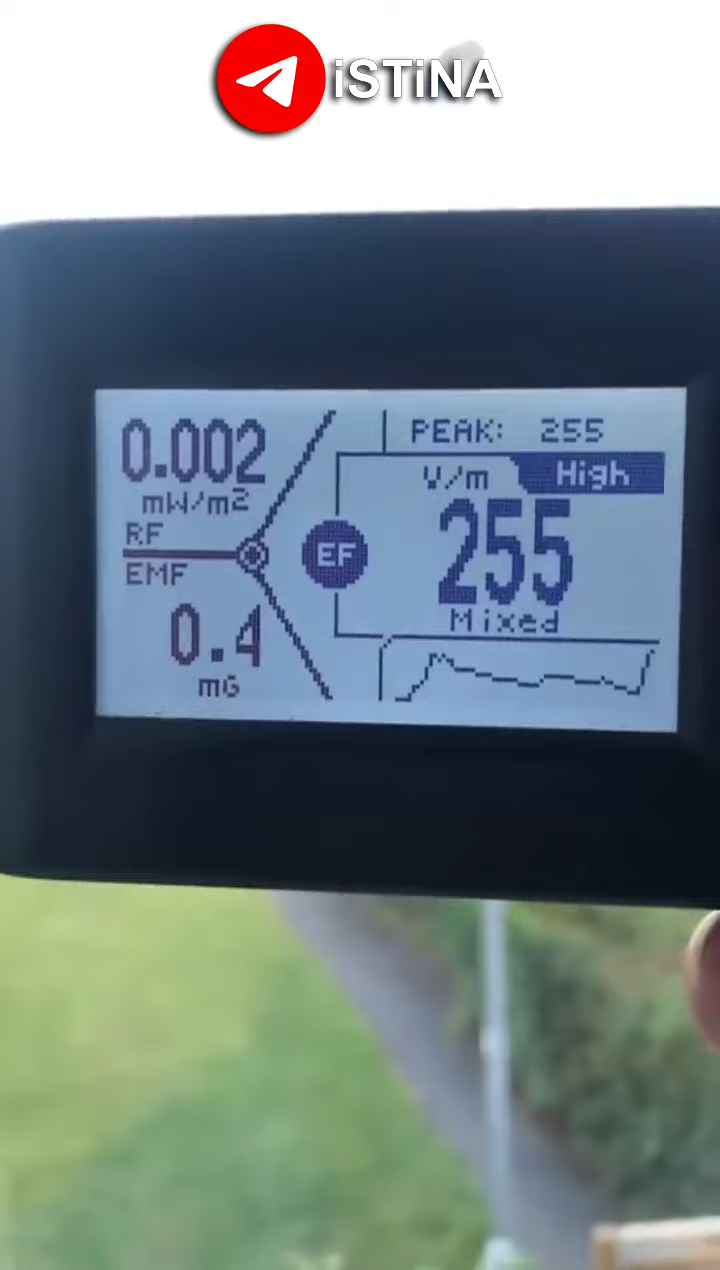 iSTiNA
0.002
mW/m2
RF
EMF
0.4
mG
PEAK: 255
V/m High
EF
255
Mixed